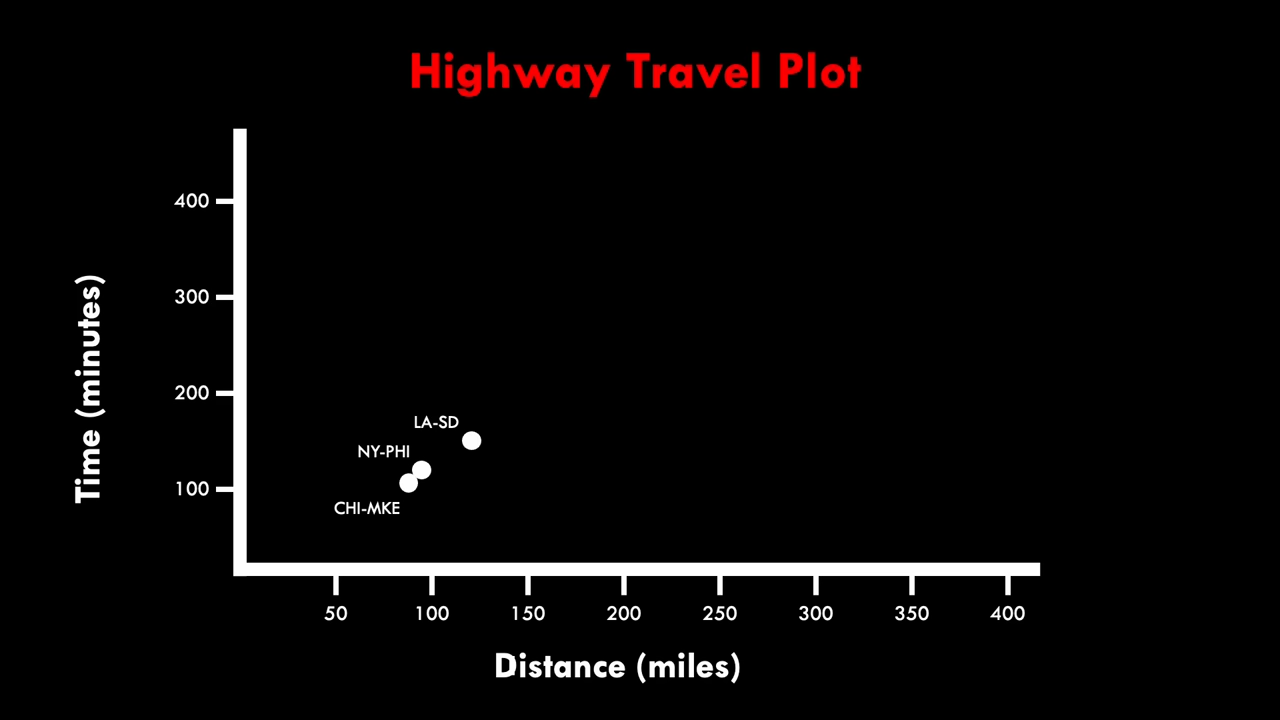 Highway Travel Plot
Time (minutes)
400
300
200
100
LA-SD
NY-PHI
CHI-MKE
50 100 150 200 250 300 350 400
Distance (miles)